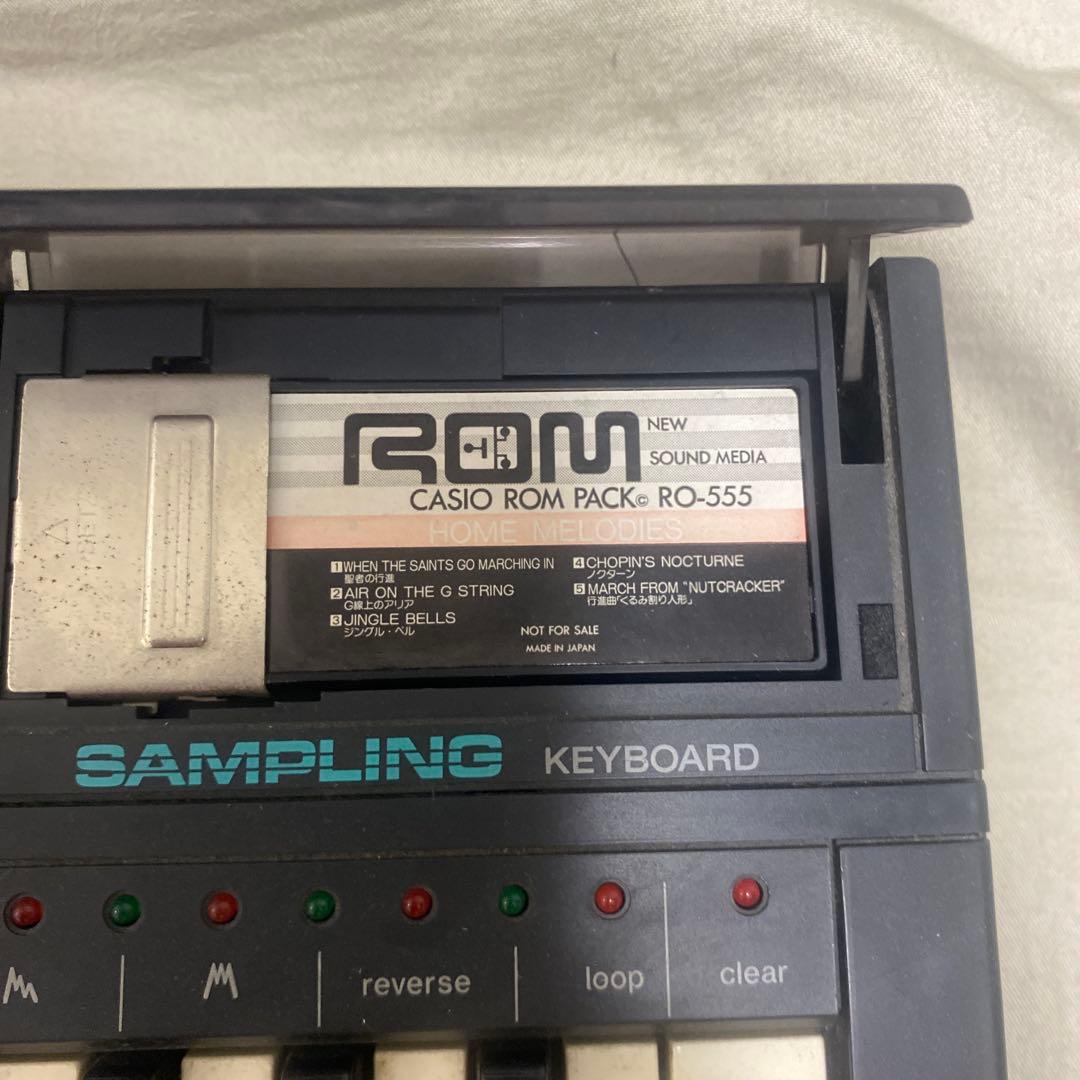 ROM
NEW
SOUND MEDIA
CASIO ROM PACK© RO-555
HOME MELODIES
1 WHEN THE SAINTS GO MARCHING IN
聖者の行進
2 AIR ON THE G STRING
G線上のアリア
3 JINGLE BELLS
ジングル・ベル
4 CHOPIN'S NOCTURNE
ノクターン
5 MARCH FROM "NUTCRACKER"
行進曲「くるみ割り人形」
NOT FOR SALE
MADE IN JAPAN
SAMPLING KEYBOARD
reverse
loop
clear